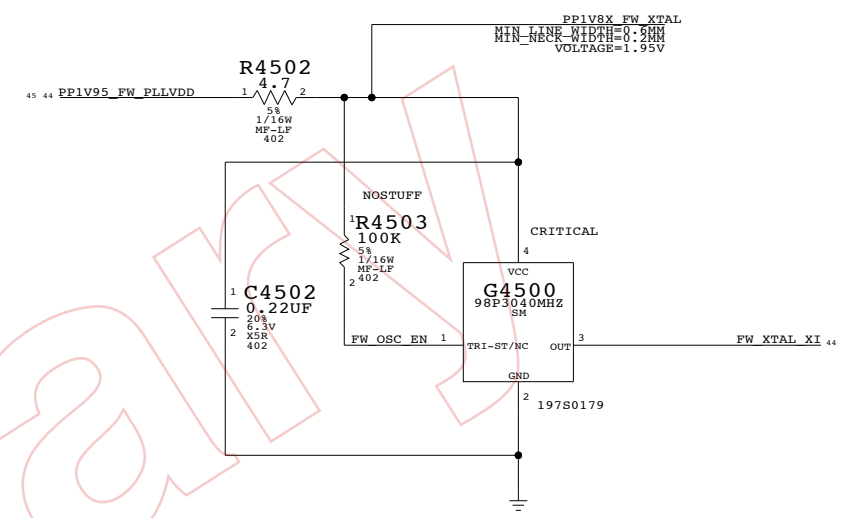 PP1V8X_FW_XTAL
MIN_LINE_WIDTH=0.6MM
MIN_NECK_WIDTH=0.2MM
VOLTAGE=1.95V
R4502
4.7
45 44 PP1V95_FW_PLLVDD 1 2
5%
1/16W
MF-LF
402
NOSTUFF
1 R4503
100K
5%
1/16W
MF-LF
402
2
CRITICAL
4
VCC
G4500
98P3040MHZ
SM
1 C4502
0.22UF
20%
6.3V
X5R
402
2
FW_OSC_EN 1 TRI-ST/NC OUT 3 FW_XTAL_XI 44
GND
2
197S0179
ary